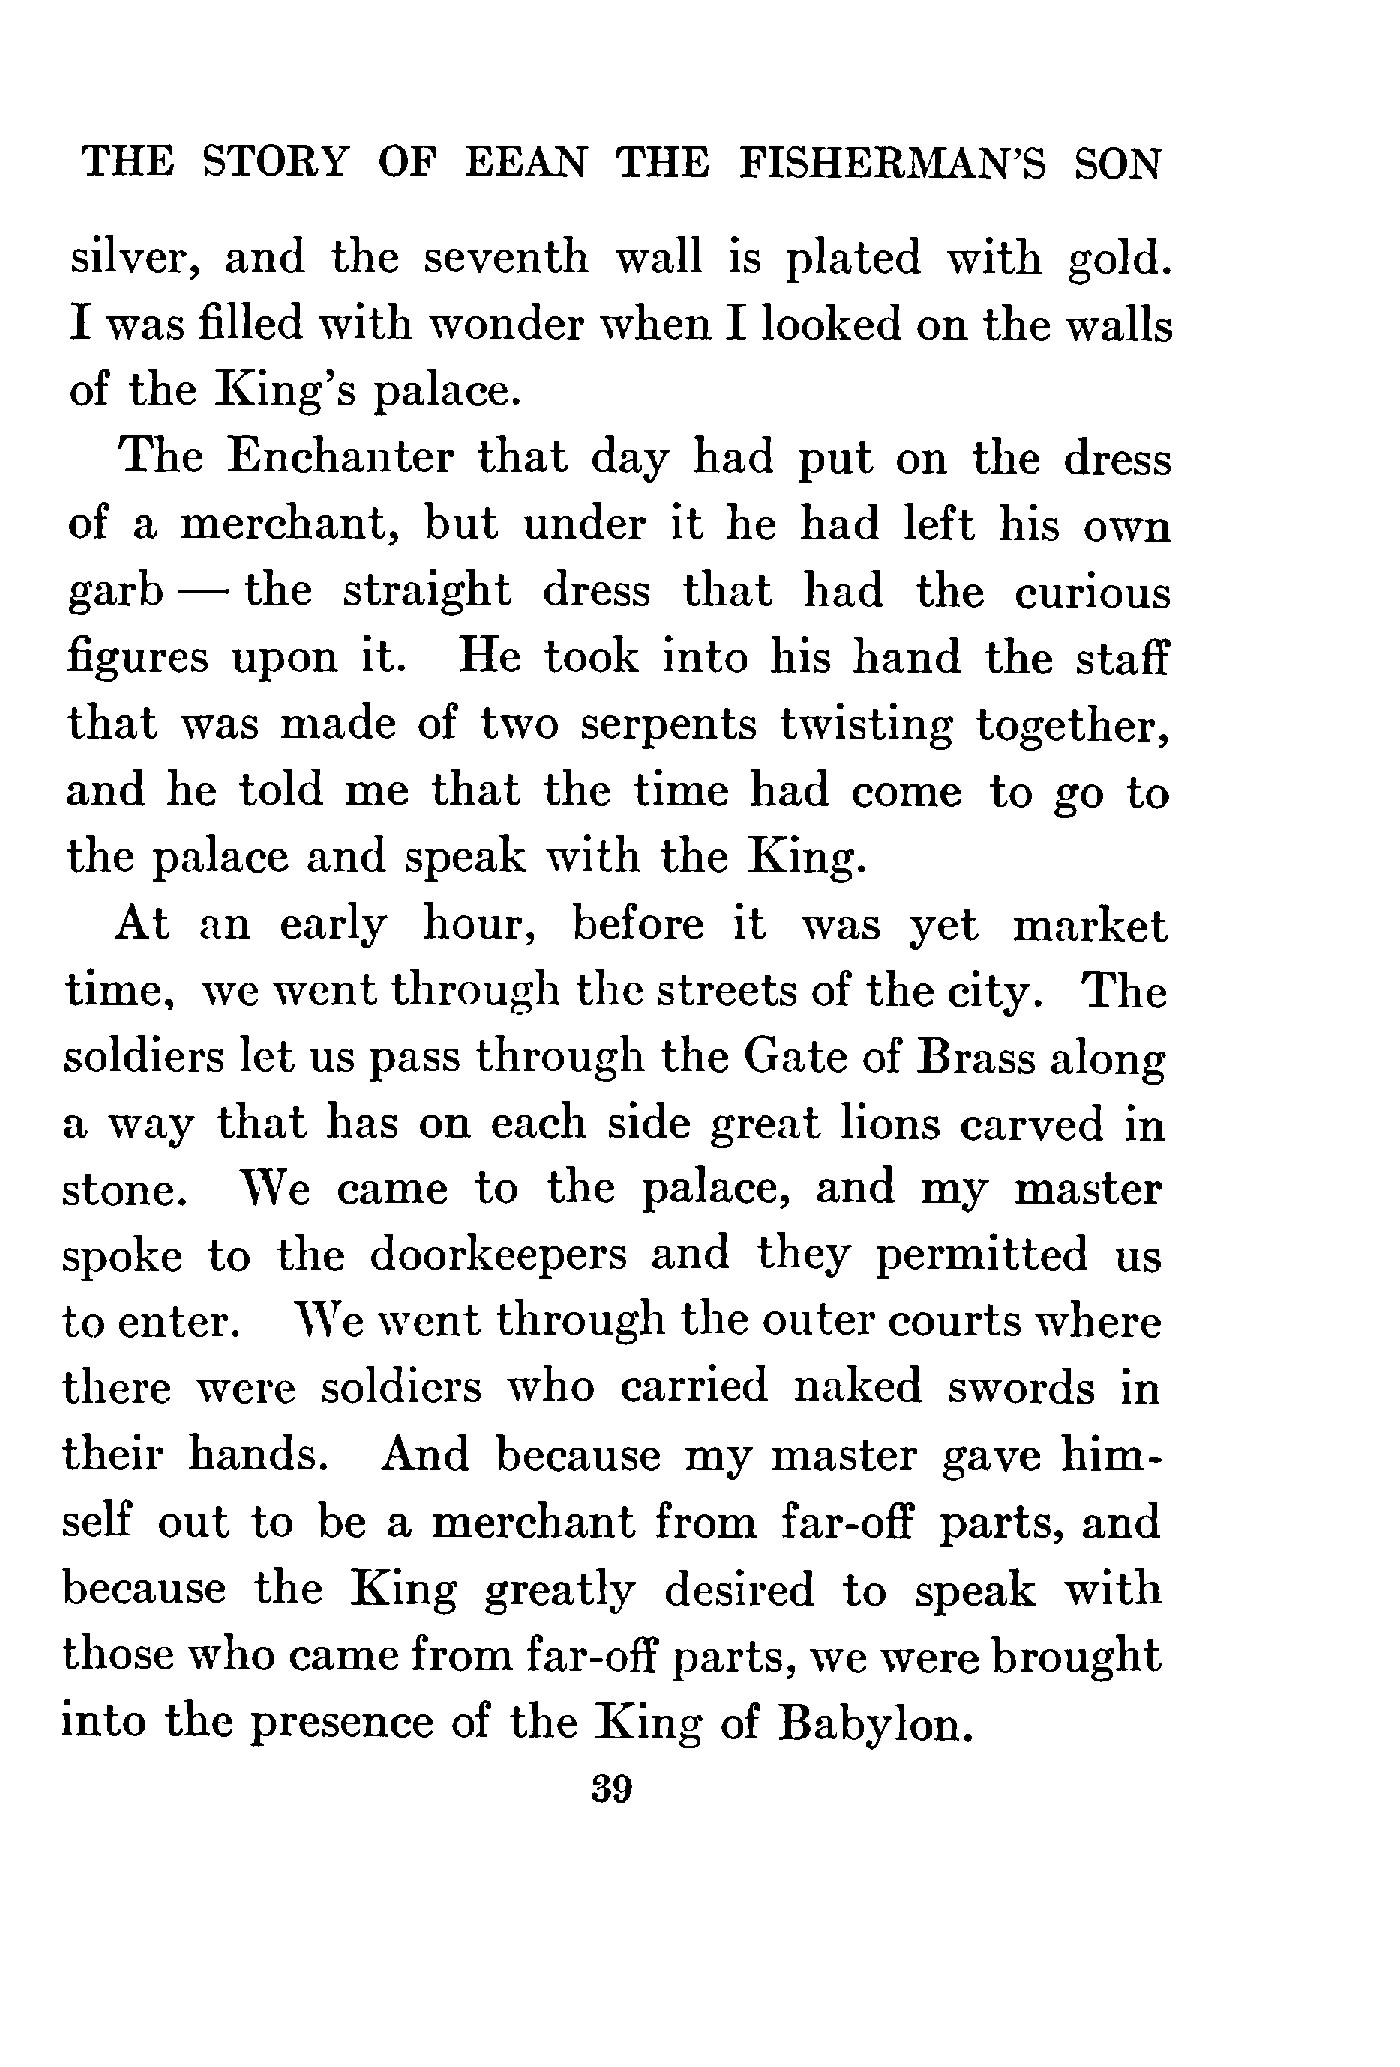 THE STORY OF EEAN THE FISHERMAN'S SON
silver, and the seventh wall is plated with gold.
I was filled with wonder when I looked on the walls
of the King's palace.
The Enchanter that day had put on the dress
of a merchant, but under it he had left his own
garb — the straight dress that had the curious
figures upon it. He took into his hand the staff
that was made of two serpents twisting together,
and he told me that the time had come to go to
the palace and speak with the King.
At an early hour, before it was yet market
time, we went through the streets of the city. The
soldiers let us pass through the Gate of Brass along
a way that has on each side great lions carved in
stone. We came to the palace, and my master
spoke to the doorkeepers and they permitted us
to enter. We went through the outer courts where
there were soldiers who carried naked swords in
their hands. And because my master gave him-
self out to be a merchant from far-off parts, and
because the King greatly desired to speak with
those who came from far-off parts, we were brought
into the presence of the King of Babylon.
39